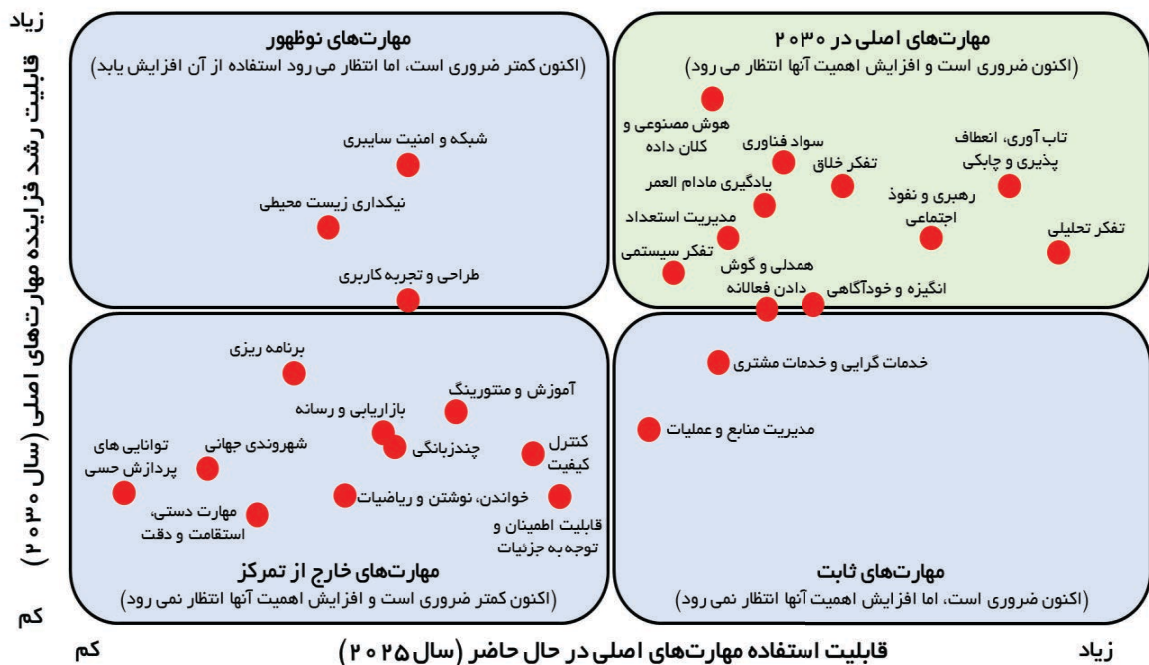 زیاد
قابلیت رشد فزاینده مهارت‌های اصلی (سال ۲۰۳۰)
کم
مهارت‌های اصلی در ۲۰۳۰
(اکنون ضروری است و افزایش اهمیت آنها انتظار می رود)
هوش مصنوعی و
کلان داده
سواد فناوری
تفکر خلاق
تاب آوری، انعطاف
پذیری و چابکی
یادگیری مادام العمر
رهبری و نفوذ
اجتماعی
مدیریت استعداد
تفکر تحلیلی
تفکر سیستمی
همدلی و گوش
دادن فعالانه
انگیزه و خودآگاهی
مهارت‌های نوظهور
(اکنون کمتر ضروری است، اما انتظار می رود استفاده از آن افزایش یابد)
شبکه و امنیت سایبری
نیکداری زیست محیطی
طراحی و تجربه کاربری
خدمات گرایی و خدمات مشتری
مدیریت منابع و عملیات
مهارت‌های ثابت
(اکنون ضروری است، اما افزایش اهمیت آنها انتظار نمی رود)
برنامه ریزی
آموزش و منتورینگ
بازاریابی و رسانه
چندزبانگی
کنترل
کیفیت
شهروندی جهانی
توانایی های
پردازش حسی
خواندن، نوشتن و ریاضیات
مهارت دستی،
استقامت و دقت
قابلیت اطمینان و
توجه به جزئیات
مهارت‌های خارج از تمرکز
(اکنون کمتر ضروری است و افزایش اهمیت آنها انتظار نمی رود)
زیاد
قابلیت استفاده مهارت‌های اصلی در حال حاضر (سال ۲۰۲۵)
کم